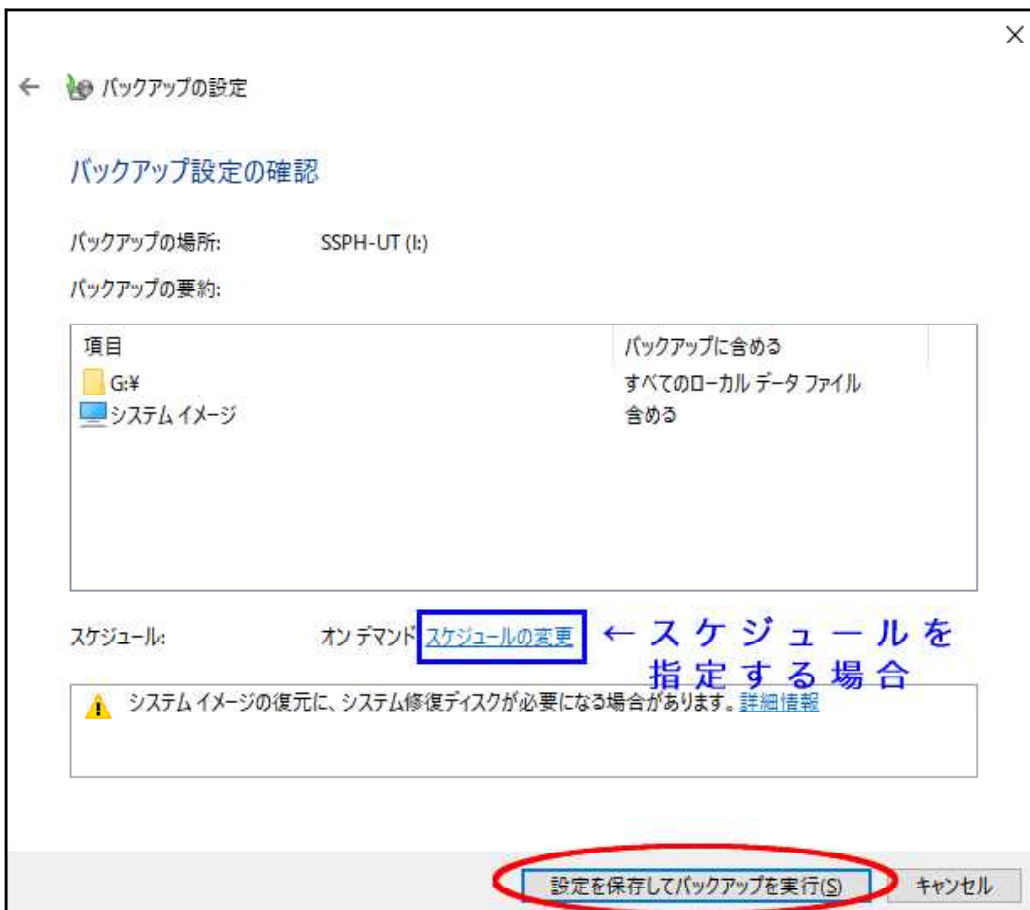 バックアップの設定
バックアップ設定の確認
バックアップの場所: SSPH-UT (I:)
バックアップの要約:
項目 バックアップに含める
G:¥ すべてのローカル データ ファイル
システム イメージ 含める
スケジュール: オン デマンド スケジュールの変更 ←スケジュールを
指定する場合
システム イメージの復元に、システム修復ディスクが必要になる場合があります。詳細情報
設定を保存してバックアップを実行(S) キャンセル